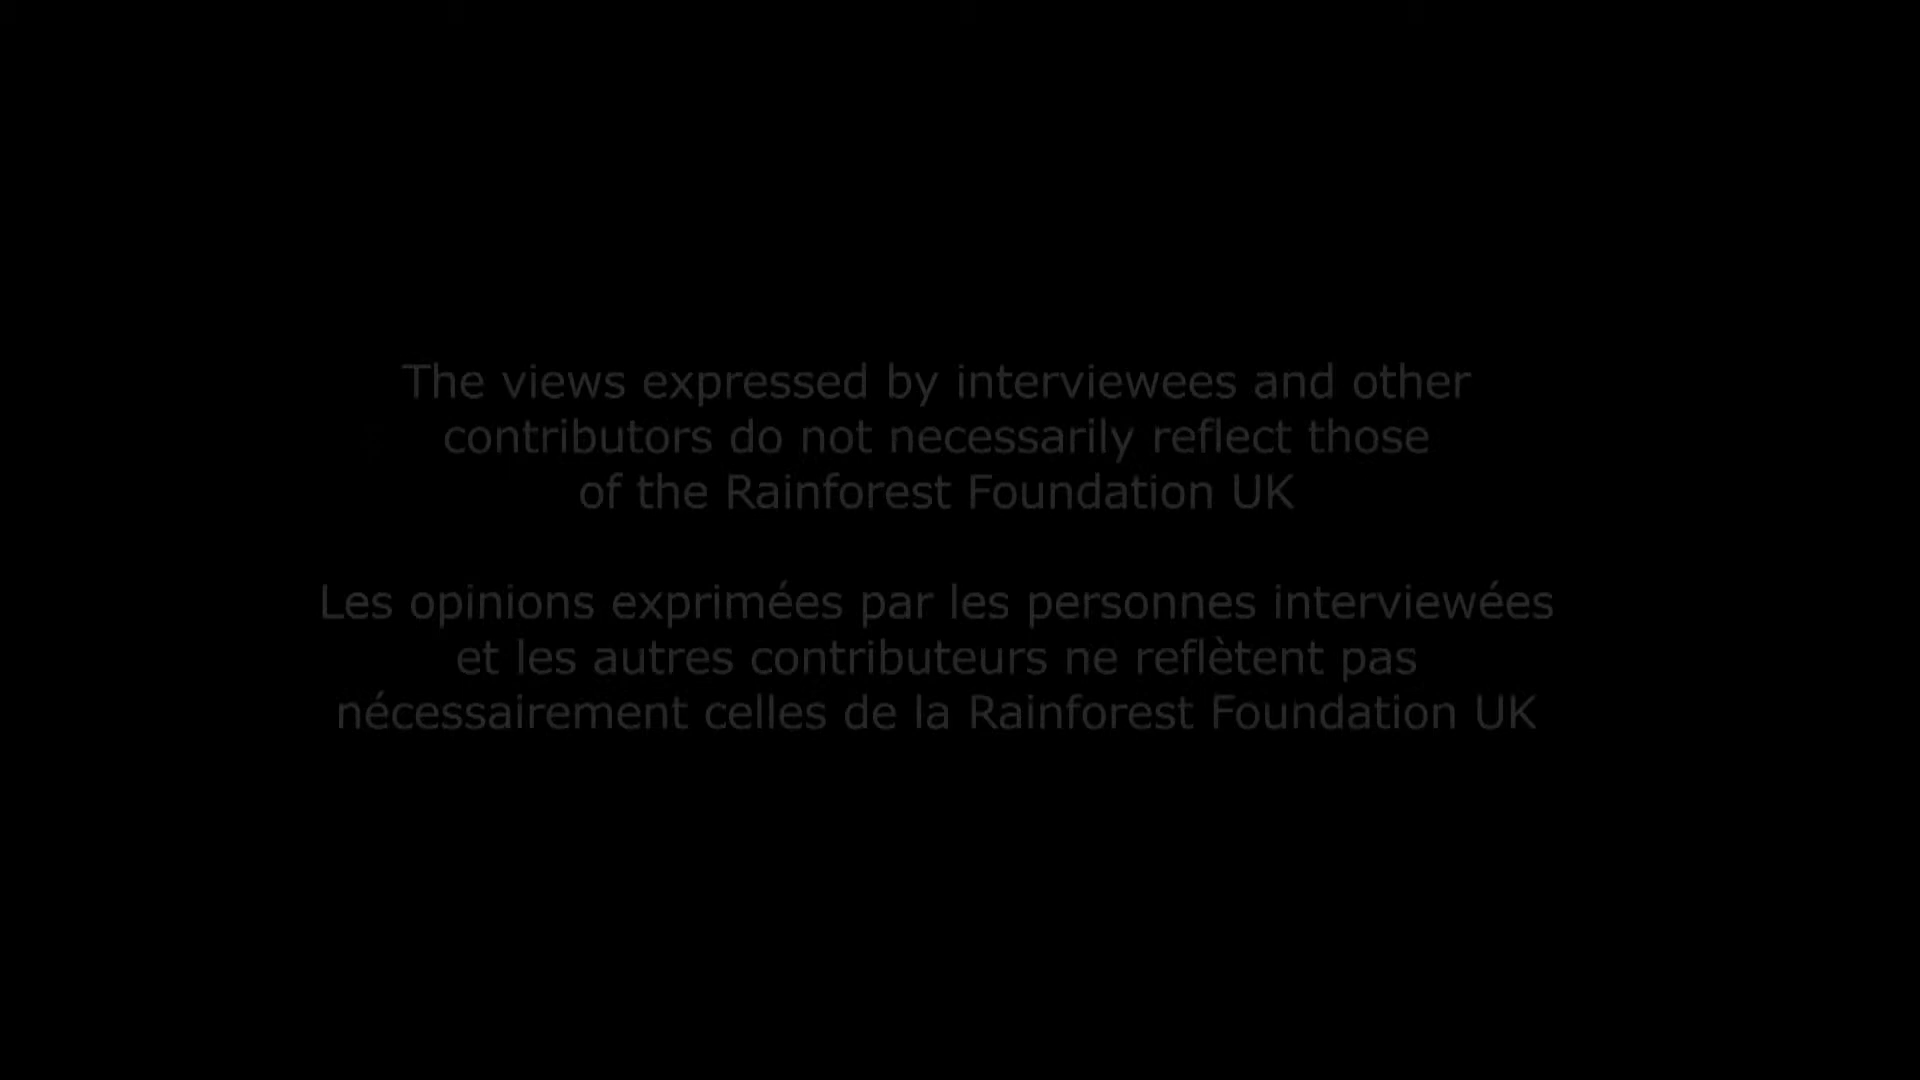 The views expressed by interviewees and other
contributors do not necessarily reflect those
of the Rainforest Foundation UK
Les opinions exprimées par les personnes interviewées
et les autres contributeurs ne reflètent pas
nécessairement celles de la Rainforest Foundation UK